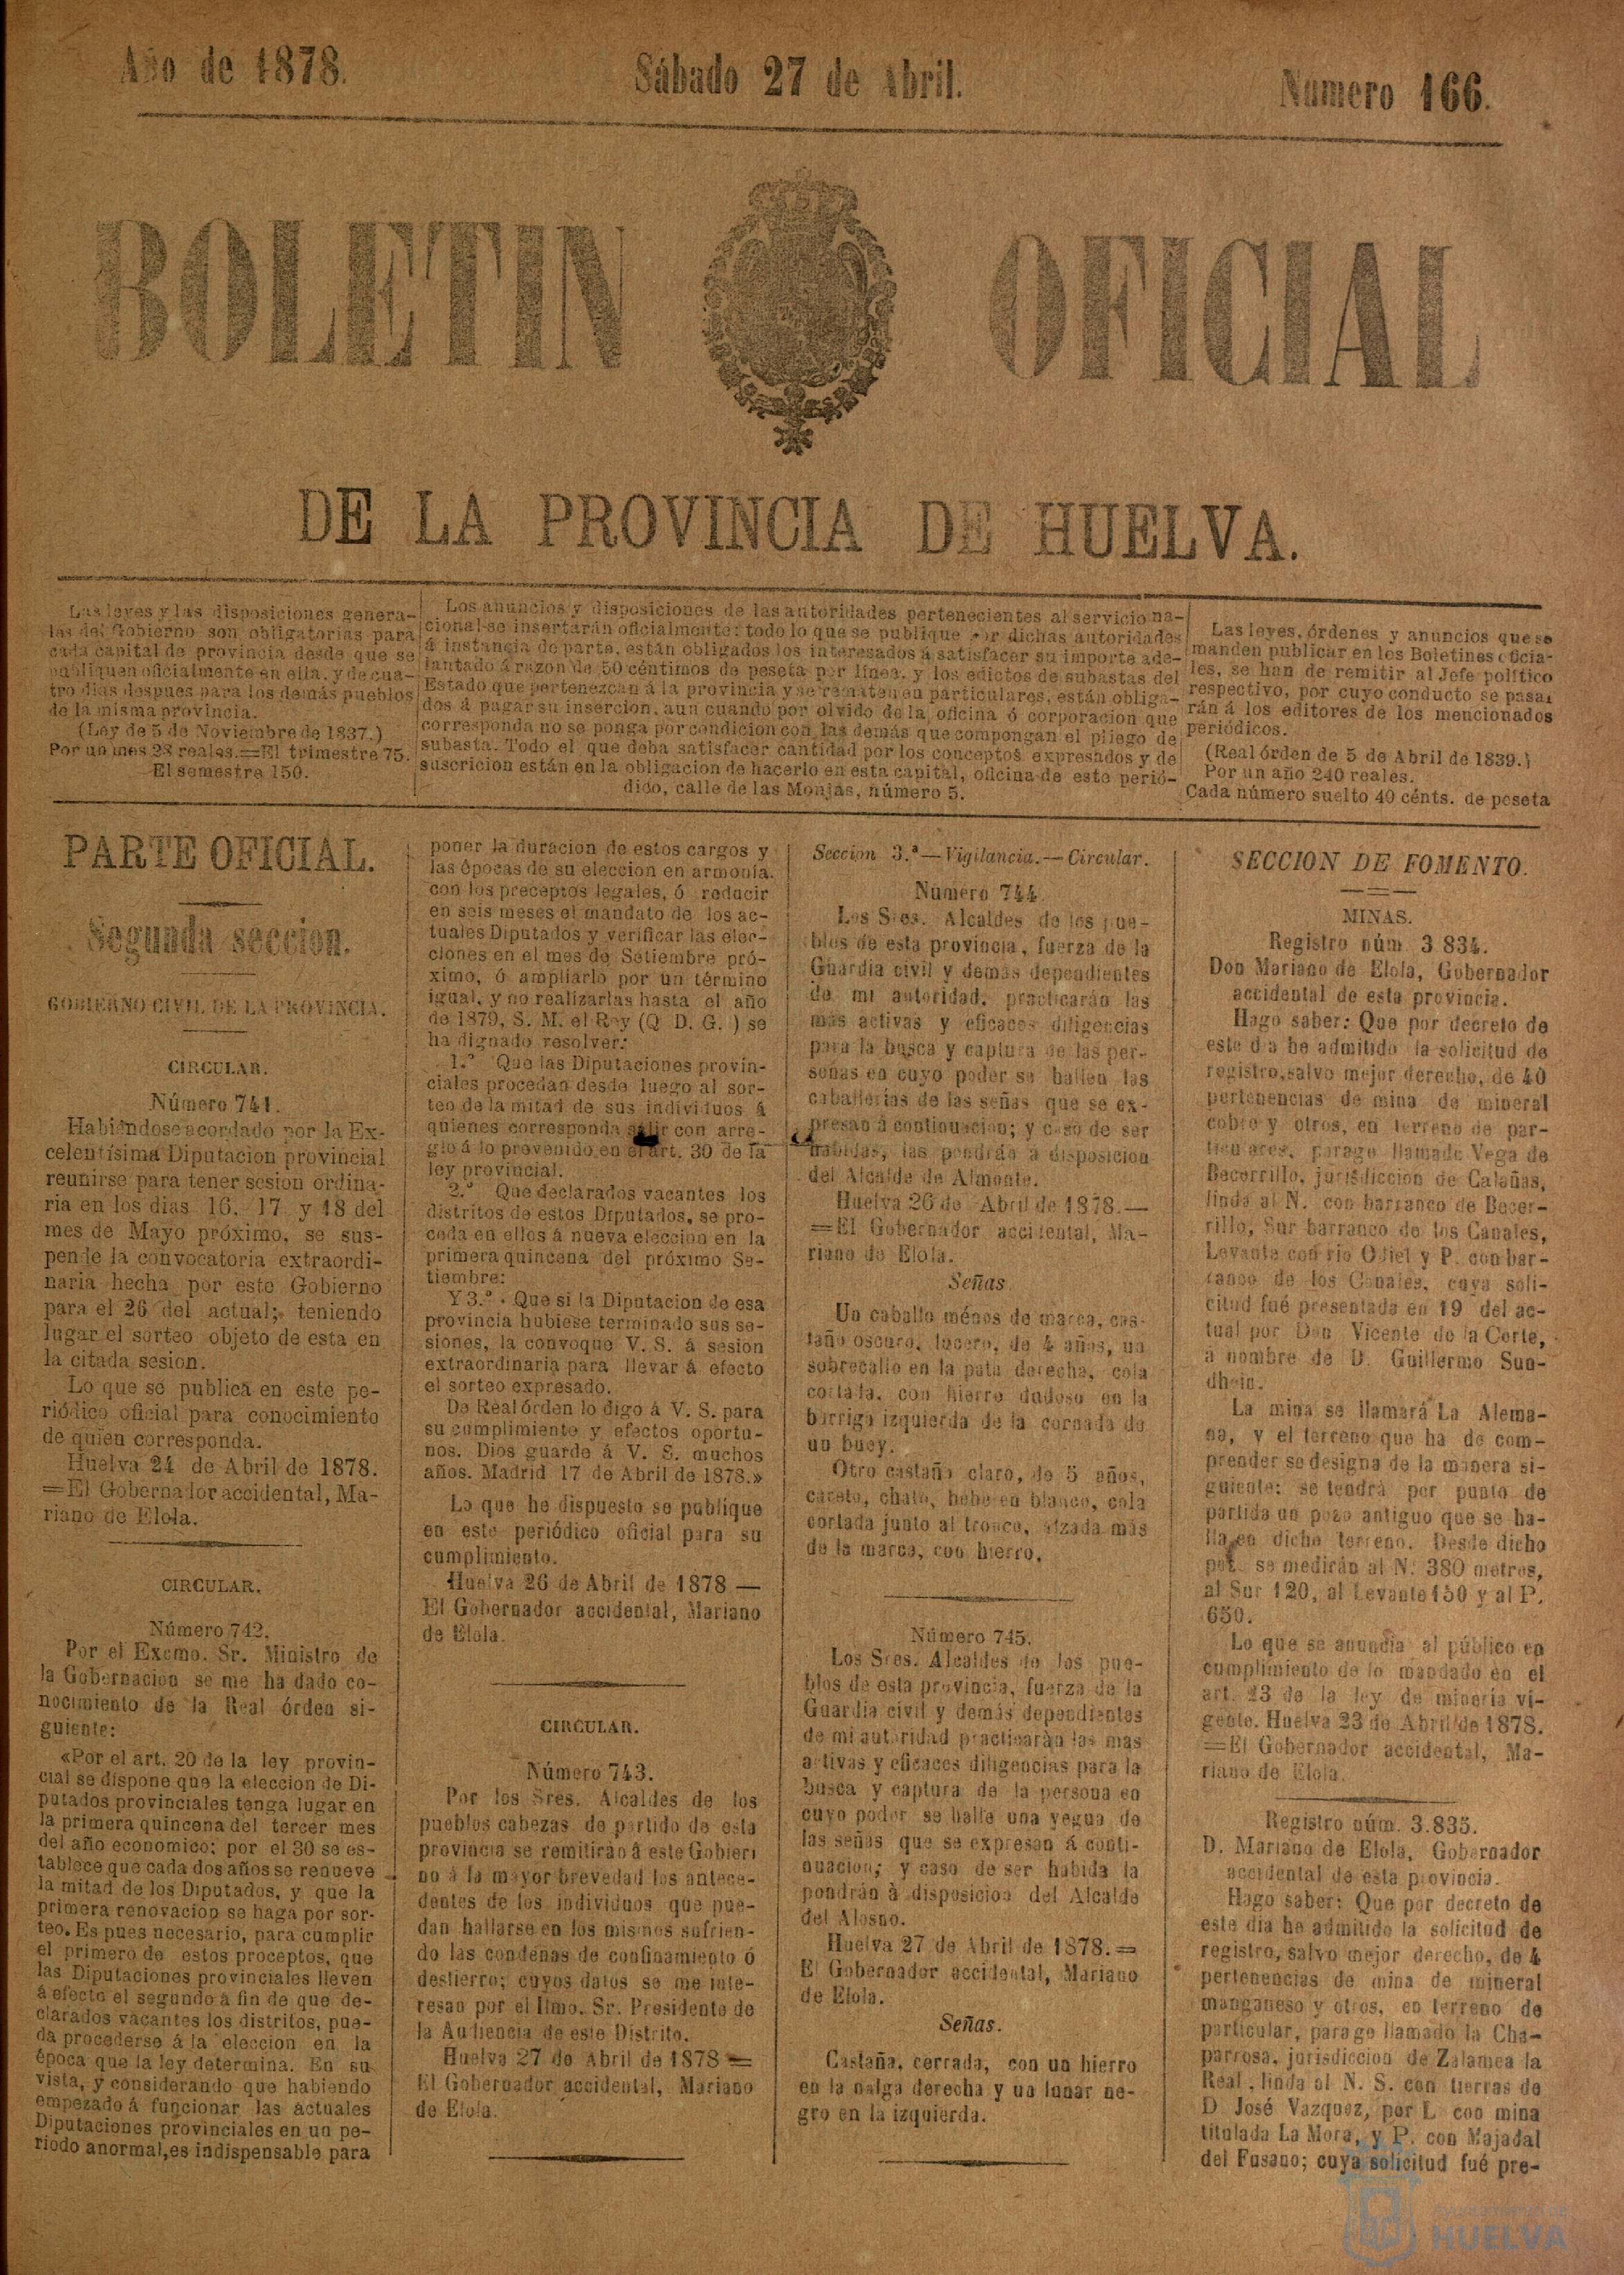 Año de 1878.
Sábado 27 de Abril.
Numero 166.
BOLETIN OFICIAL
DE LA PROVINCIA DE HUELVA.
Las leyes y las disposiciones genera-
les del Gobierno son obligatorias para
cada capital de provincia desde que se
publiquen oficialmente en ella, y de cua-
tro dias despues para los demás pueblos
de la misma provincia.
(Ley de 5 de Noviembre de 1837.)
Por un mes 28 reales.=El trimestre 75.
El semestre 150.
Los anuncios y disposiciones de las autoridades pertenecientes al servicio na-
cional se insertarán oficialmente: todo lo que se publique por dichas autoridades
á instancia de parte, están obligados los interesados á satisfacer su importe ade-
lantado á razon de 50 céntimos de peseta por línea, y los edictos de subastas del
Estado que pertenezcan á la provincia y se rematen en particulares, están obliga-
dos á pagar su insercion, aun cuando por olvido de la oficina ó corporacion que
corresponda no se ponga por condicion con las demás que compongan el pliego de
subasta. Todo el que deba satisfacer cantidad por los conceptos expresados y de
suscricion están en la obligacion de hacerlo en esta capital, oficina de este perió-
dido, calle de las Monjas, número 5.
Las leyes, órdenes y anuncios que se
manden publicar en los Boletines oficia-
les, se han de remitir al Jefe político
respectivo, por cuyo conducto se pasa-
rán á los editores de los mencionados
periódicos.
(Real órden de 5 de Abril de 1839.)
Por un año 240 reales.
Cada número suelto 40 cénts. de peseta
PARTE OFICIAL.
Segunda seccion.
GOBIERNO CIVIL DE LA PROVINCIA.
CIRCULAR.
Número 741.
Habiéndose acordado por la Ex-
celentísima Diputacion provincial
reunirse para tener sesion ordina-
ria en los dias 16. 17 y 18 del
mes de Mayo próximo, se sus-
pende la convocatoria extraordi-
naria hecha por este Gobierno
para el 26 del actual; teniendo
lugar el sorteo objeto de esta en
la citada sesion.
Lo que se publica en este pe-
riódico oficial para conocimiento
de quien corresponda.
Huelva 24 de Abril de 1878.
=El Gobernador accidental, Ma-
riano de Elola.
CIRCULAR.
Número 742.
Por el Excmo. Sr. Ministro de
la Gobernacion se me ha dado co-
nocimiento de la Real órden si-
guiente:
«Por el art. 20 de la ley provin-
cial se dispone que la eleccion de Di-
putados provinciales tenga lugar en
la primera quincena del tercer mes
del año economico; por el 30 se es-
tablece que cada dos años se renueve
la mitad de los Diputados, y que la
primera renovacion se haga por sor-
teo. Es pues necesario, para cumplir
el primero de estos preceptos, que
las Diputaciones provinciales lleven
á efecto el segundo á fin de que de-
clarados vacantes los distritos, pue-
da procederse á la eleccion en la
época que la ley determina. En su
vista, y considerando que habiendo
empezado á funcionar las actuales
Diputaciones provinciales en un pe-
riodo anormal, es indispensable para
poner la duracion de estos cargos y
las épocas de su eleccion en armonía
con los preceptos legales, ó reducir
en seis meses el mandato de los ac-
tuales Diputados y verificar las elec-
ciones en el mes de Setiembre pró-
ximo, ó ampliarlo por un término
igual, y no realizarlas hasta el año
de 1879, S. M. el Rey (Q D. G. ) se
ha dignado resolver:
1.º Que las Diputaciones provin-
ciales procedan desde luego al sor-
teo de la mitad de sus individuos á
quienes corresponda salir con arre-
glo á lo prevenido en el art. 30 de la
ley provincial.
2.º Que declarados vacantes los
distritos de estos Diputados, se pro-
ceda en ellos á nueva eleccion en la
primera quincena del próximo Se-
tiembre:
Y 3.º Que si la Diputacion de esa
provincia hubiese terminado sus se-
siones, la convoque V. S. á sesion
extraordinaria para llevar á efecto
el sorteo expresado.
De Real órden lo digo á V. S. para
su cumplimiento y efectos oportu-
nos. Dios guarde á V. S. muchos
años. Madrid 17 de Abril de 1878.»
Lo que he dispuesto se publique
en este periódico oficial para su
cumplimiento.
Huelva 26 de Abril de 1878 —
El Gobernador accidental, Mariano
de Elola.
CIRCULAR.
Número 743.
Por los Sres. Alcaldes de los
pueblos cabezas de partido de esta
provincia se remitirán á este Gobier
no á la mayor brevedad los antece-
dentes de los individuos que pue-
dan hallarse en los mismos sufrien-
do las condenas de confinamiento ó
destierro; cuyos datos se me inte-
resan por el Ilmo. Sr. Presidente de
la Audiencia de este Distrito.
Huelva 27 de Abril de 1878 =
El Gobernador accidental, Mariano
de Elola.
Seccion 3.ª — Vigilancia. — Circular.
Número 744.
Los Sres. Alcaldes de los pue-
blos de esta provincia, fuerza de la
Guardia civil y demás dependientes
de mi autoridad, practicarán las
más activas y eficaces diligencias
para la busca y captura de las per-
sonas en cuyo poder se hallen las
caballerías de las señas que se ex-
presan á continuacion; y caso de ser
habidas, las pondrán á disposicion
del Alcalde de Almonte.
Huelva 26 de Abril de 1878.—
=El Gobernador accidental, Ma-
riano de Elola.
Señas.
Un caballo ménos de marca, cas-
taño oscuro, lucero, de 4 años, un
sobrecallo en la pata derecha, cola
cortada, con hierro dudoso en la
barriga izquierda de la cornada de
un buey.
Otro castaño claro, de 5 años,
careto, chato, bebe en blanco, cola
cortada junto al tronco, alzada más
de la marca, con hierro.
Número 745.
Los Sres. Alcaldes de los pue-
blos de esta provincia, fuerza de la
Guardia civil y demás dependientes
de mi autoridad practicarán las mas
activas y eficaces diligencias para la
busca y captura de la persona en
cuyo poder se halle una yegua de
las señas que se expresan á conti-
nuacion; y caso de ser habida la
pondrán à disposicion del Alcalde
del Alosno.
Huelva 27 de Abril de 1878.=
El Gobernador accidental, Mariano
de Elola.
Señas.
Castaña, cerrada, con un hierro
en la nalga derecha y un lunar ne-
gro en la izquierda.
SECCION DE FOMENTO.
MINAS.
Registro núm. 3 834.
Don Mariano de Elola, Gobernador
accidental de esta provincia.
Hago saber: Que por decreto de
este dia he admitido la solicitud de
registro, salvo mejor derecho, de 40
pertenencias de mina de mineral
cobre y otros, en terreno de par-
ticulares, parage llamado Vega de
Becerrillo, jurisdiccion de Calañas,
linda al N. con barranco de Becer-
rillo, Sur barranco de los Canales,
Levante con rio Odiel y P. con bar-
ranco de los Canales, cuya soli-
citud fué presentada en 19 del ac-
tual por Don Vicente de la Corte,
á nombre de D. Guillermo Sun-
dhein.
La mina se llamará La Alema-
na, y el terreno que ha de com-
prender se designa de la manera si-
guiente: se tendrá por punto de
partida un pozo antiguo que se ha-
lla en dicho terreno. Desde dicho
se medirán al N. 380 metros,
al Sur 120, al Levante 150 y al P.
650.
Lo que se anuncia al público en
cumplimiento de lo mandado en el
art. 23 de la ley de minería vi-
gente. Huelva 23 de Abril de 1878.
=El Gobernador accidental, Ma-
riano de Elola.
Registro núm. 3.835.
D. Mariano de Elola, Gobernador
accidental de esta provincia.
Hago saber: Que por decreto de
este dia he admitido la solicitud de
registro, salvo mejor derecho, de 4
pertenencias de mina de mineral
manganeso y otros, en terreno de
particular, parage llamado la Cha-
parrosa, jurisdiccion de Zalamea la
Real, linda al N. S. con tierras de
D José Vazquez, por L con mina
titulada La Mora, y P. con Majadal
del Fusano; cuya solicitud fué pre-
AYUNTAMIENTO DE
HUELVA